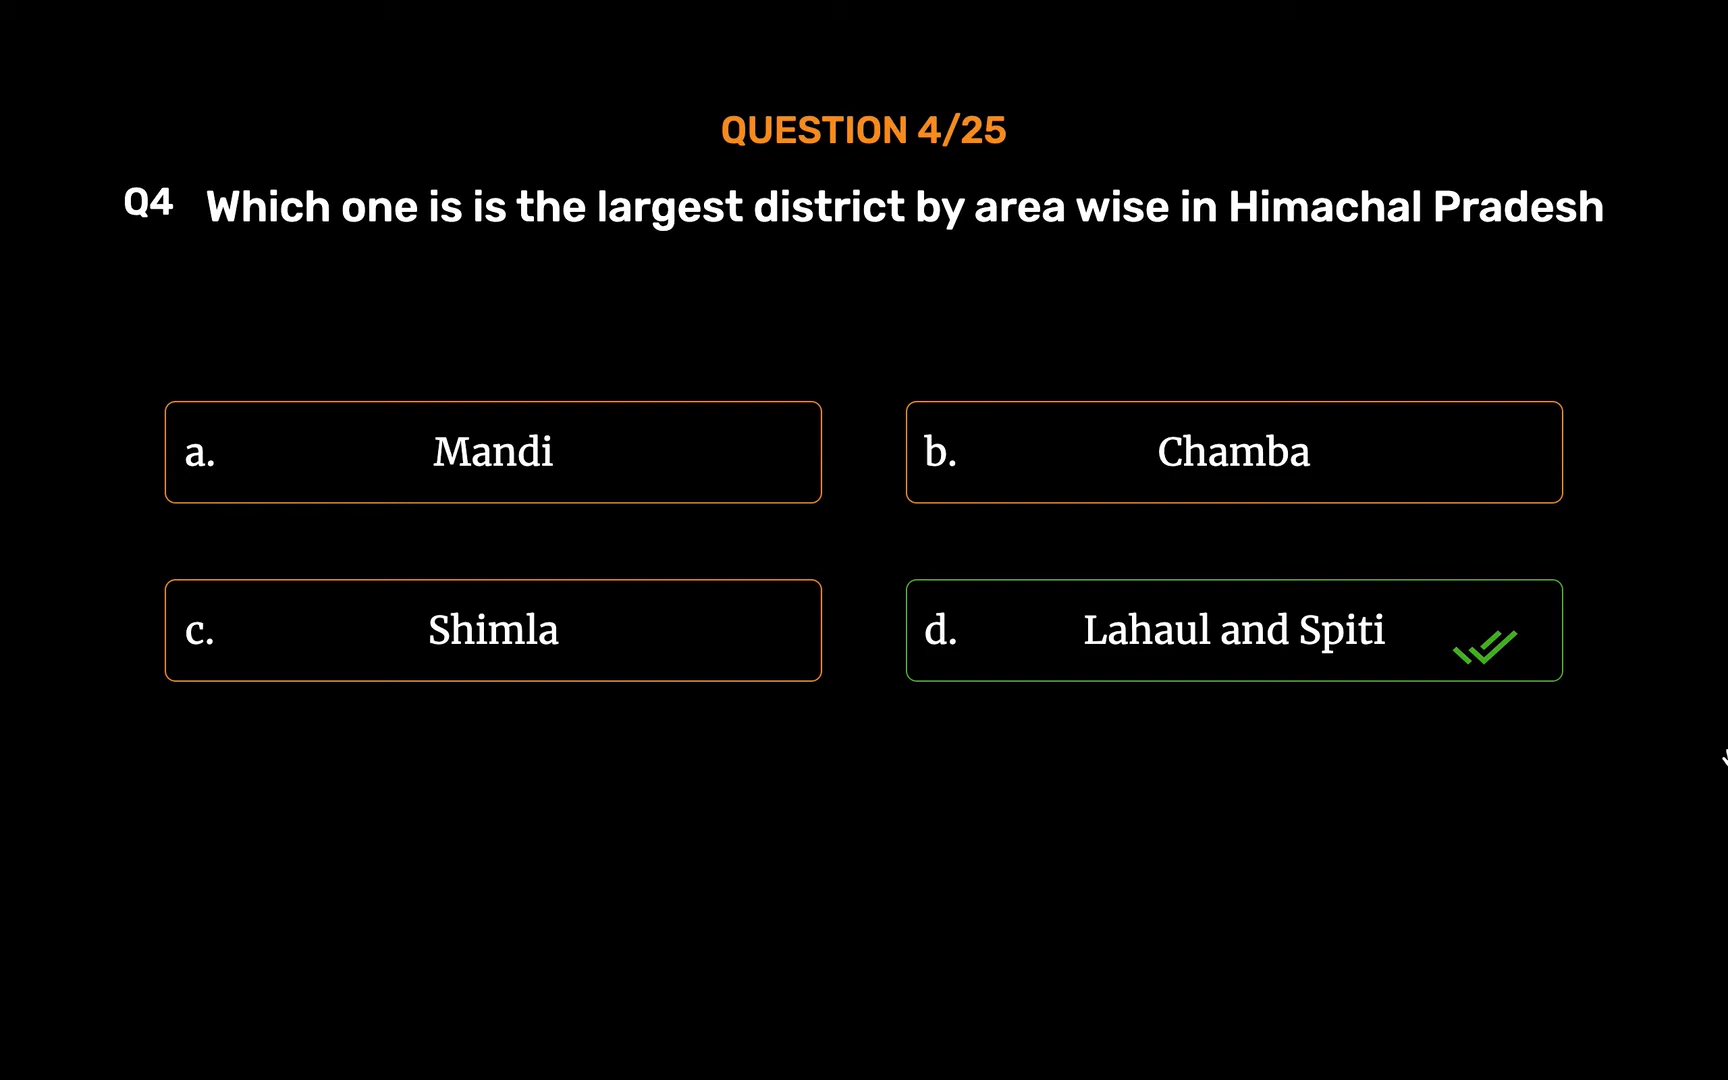 QUESTION 4/25
Q4 Which one is is the largest district by area wise in Himachal Pradesh
a. Mandi
b. Chamba
c. Shimla
d. Lahaul and Spiti